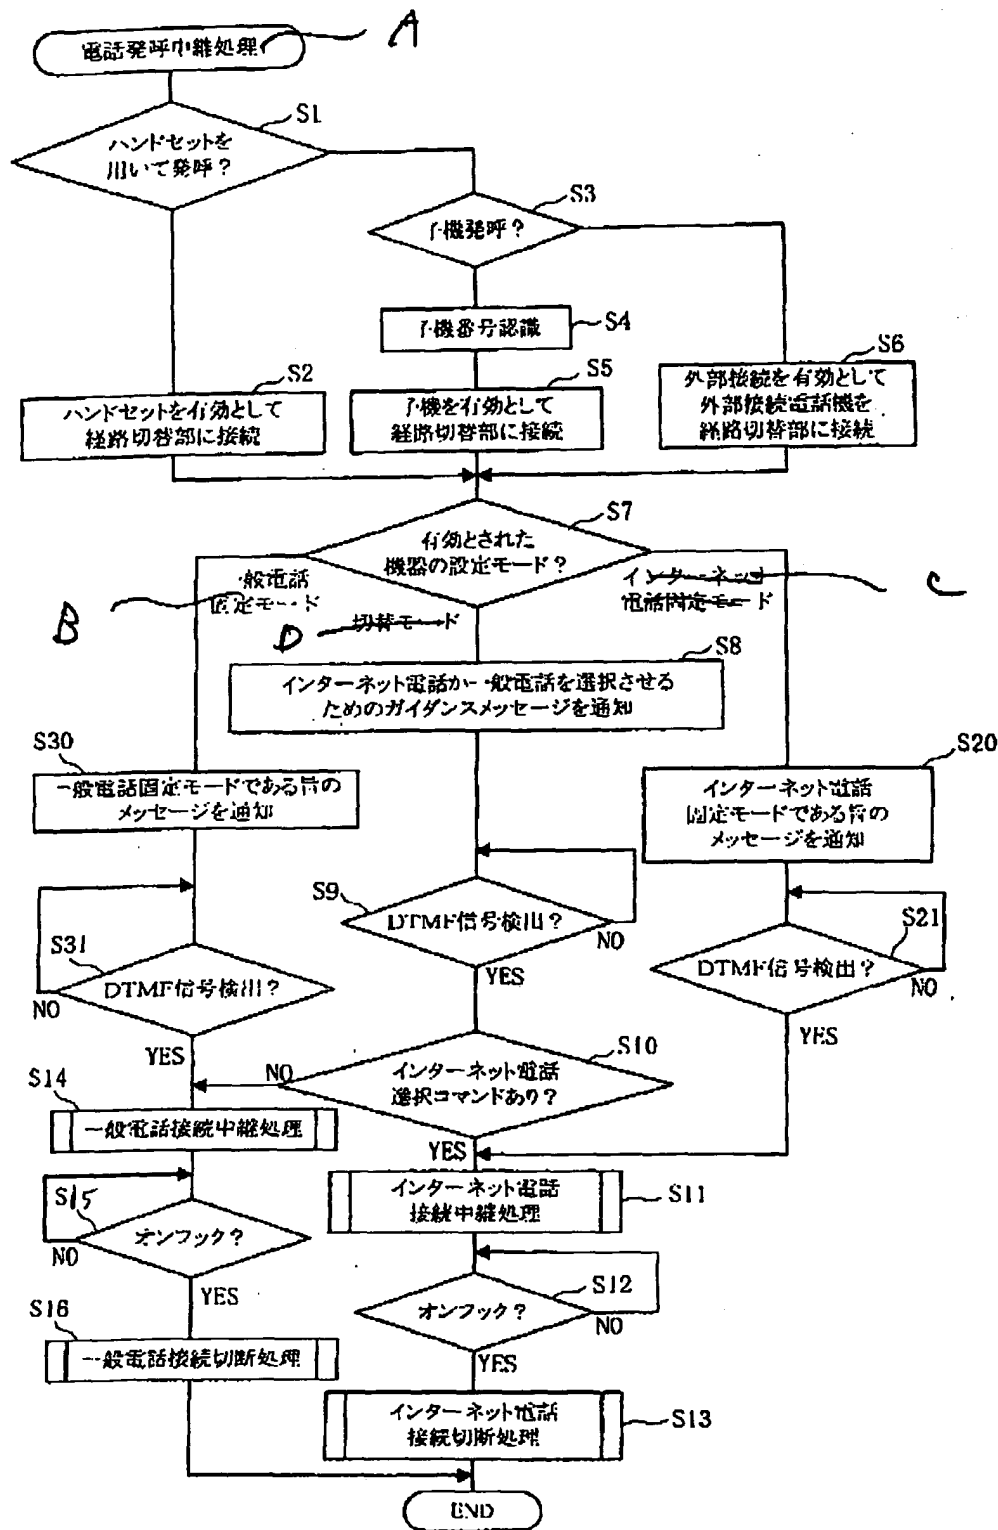 電話発呼中継処理
A
S1
ハンドセットを
用いて発呼?
S3
子機発呼?
子機番号認識
S4
S2
ハンドセットを有効として
経路切替部に接続
S5
子機を有効として
経路切替部に接続
S6
外部接続を有効として
外部接続電話機を
経路切替部に接続
S7
有効とされた
機器の設定モード?
一般電話
固定モード
B
切替モード
D
インターネット
電話固定モード
C
S8
インターネット電話か一般電話を選択させる
ためのガイダンスメッセージを通知
S30
一般電話固定モードである旨の
メッセージを通知
S20
インターネット電話
固定モードである旨の
メッセージを通知
S9
DTMF信号検出?
NO
YES
S21
DTMF信号検出?
NO
YES
S31
DTMF信号検出?
NO
YES
S10
インターネット電話
選択コマンドあり?
NO
YES
S14
一般電話接続中継処理
インターネット電話
接続中継処理
S11
S15
オンフック?
NO
YES
S12
オンフック?
NO
YES
S16
一般電話接続切断処理
インターネット電話
接続切断処理
S13
END